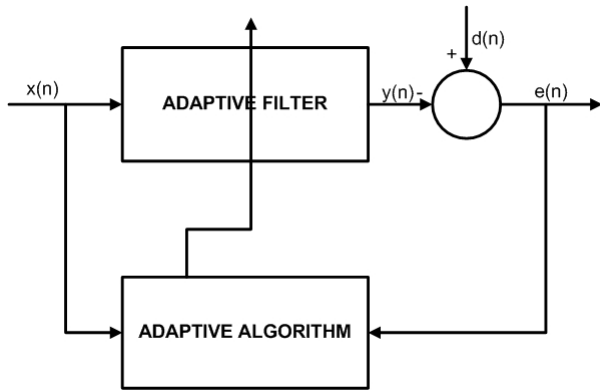 d(n)
+
x(n)
ADAPTIVE FILTER
y(n) -
e(n)
ADAPTIVE ALGORITHM